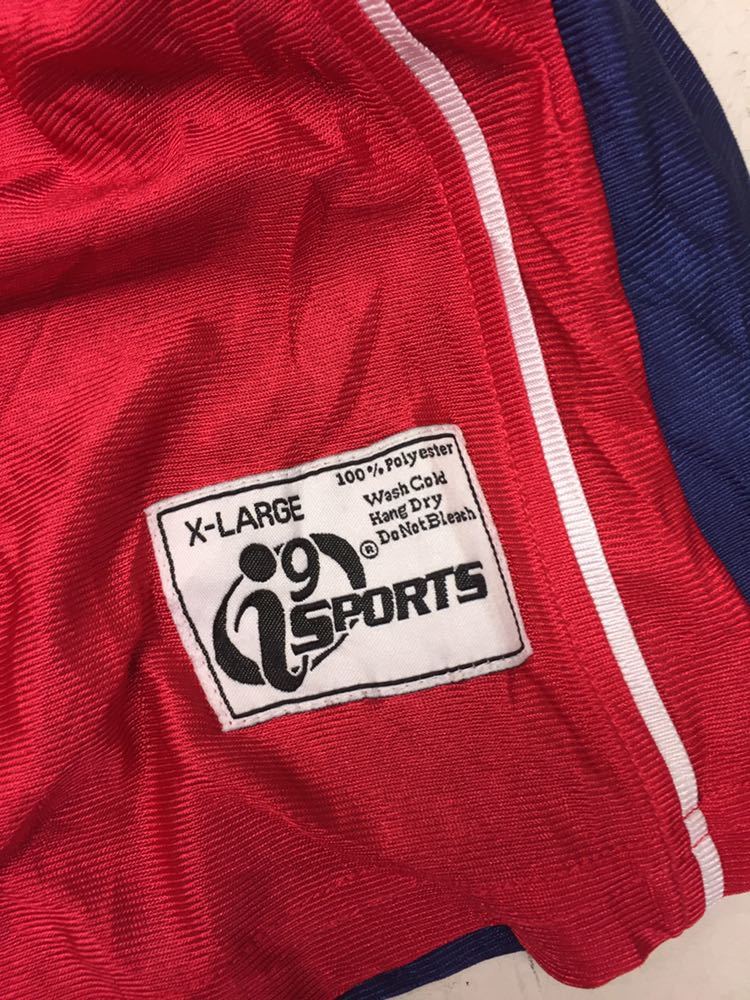 100% Polyester
X-LARGE
Wash Cold
Hang Dry
Do Not Bleach
i9 ®
SPORTS